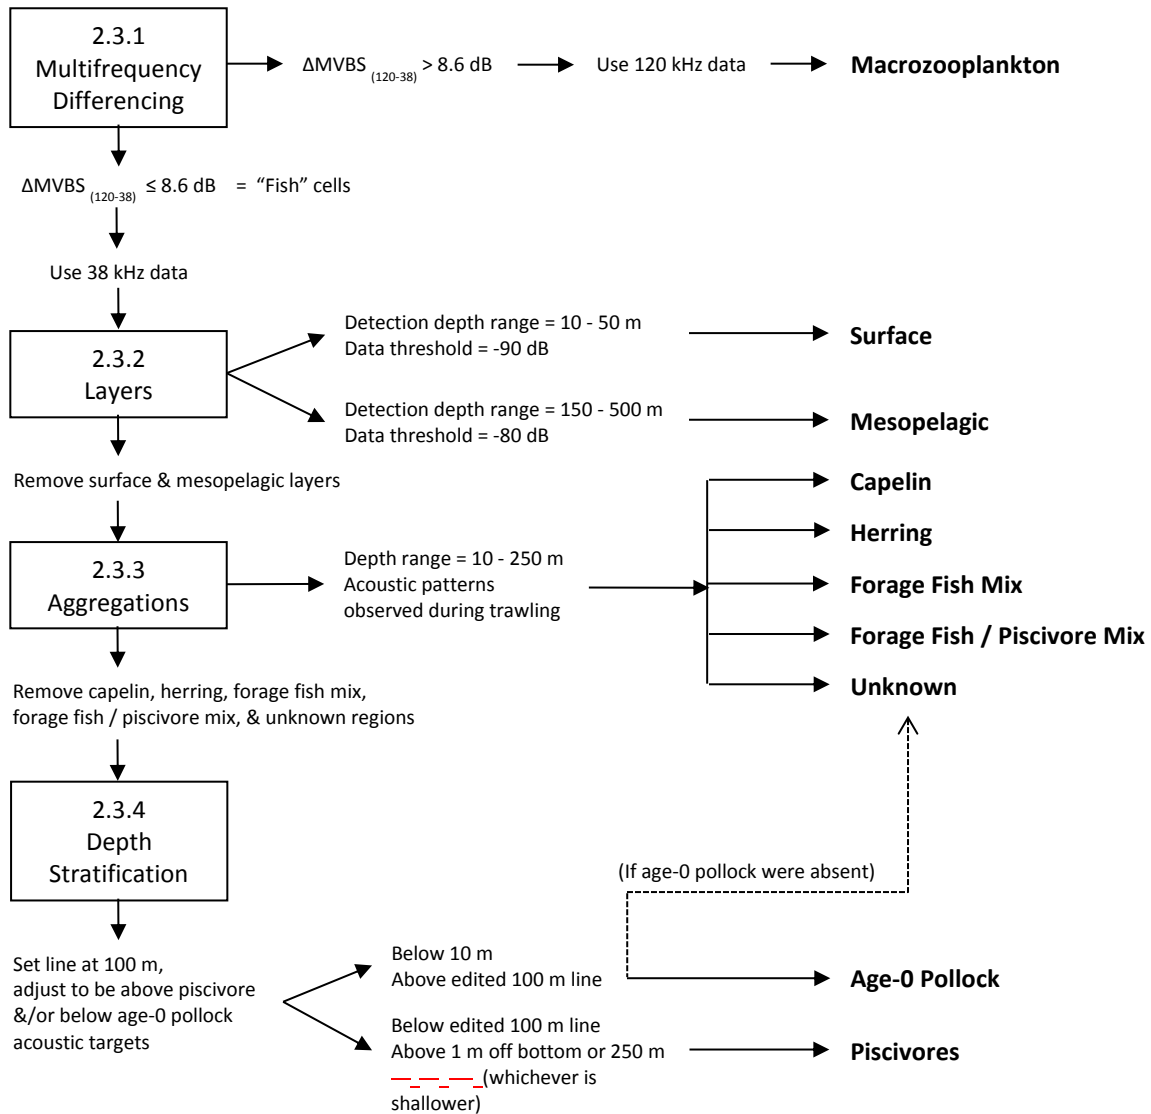 2.3.1
Multifrequency
Differencing
ΔMVBS (120-38) > 8.6 dB
Use 120 kHz data
Macrozooplankton
ΔMVBS (120-38) ≤ 8.6 dB = “Fish” cells
Use 38 kHz data
2.3.2
Layers
Detection depth range = 10 - 50 m
Data threshold = -90 dB
Surface
Detection depth range = 150 - 500 m
Data threshold = -80 dB
Mesopelagic
Remove surface & mesopelagic layers
2.3.3
Aggregations
Depth range = 10 - 250 m
Acoustic patterns
observed during trawling
Capelin
Herring
Forage Fish Mix
Forage Fish / Piscivore Mix
Unknown
Remove capelin, herring, forage fish mix,
forage fish / piscivore mix, & unknown regions
2.3.4
Depth
Stratification
(If age-0 pollock were absent)
Set line at 100 m,
adjust to be above piscivore
&/or below age-0 pollock
acoustic targets
Below 10 m
Above edited 100 m line
Age-0 Pollock
Below edited 100 m line
Above 1 m off bottom or 250 m
(whichever is
shallower)
Piscivores